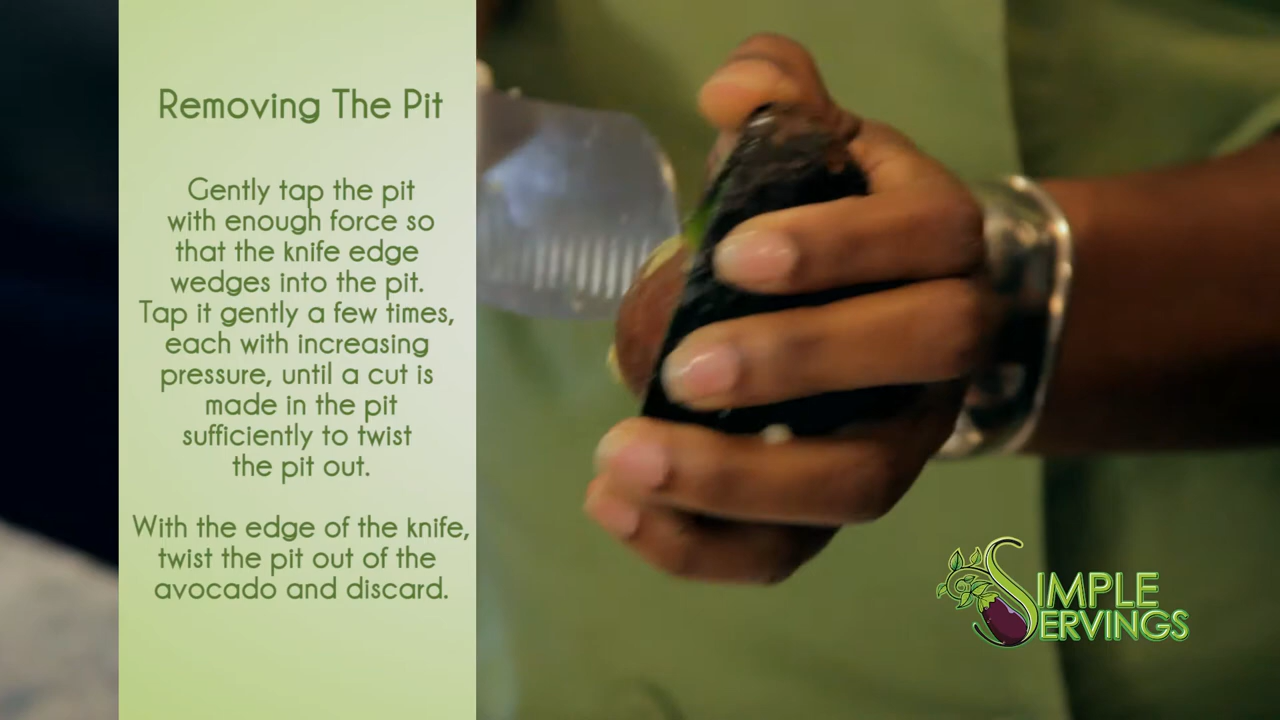 Removing The Pit
Gently tap the pit
with enough force so
that the knife edge
wedges into the pit.
Tap it gently a few times,
each with increasing
pressure, until a cut is
made in the pit
sufficiently to twist
the pit out.
With the edge of the knife,
twist the pit out of the
avocado and discard.
SIMPLE
SERVINGS